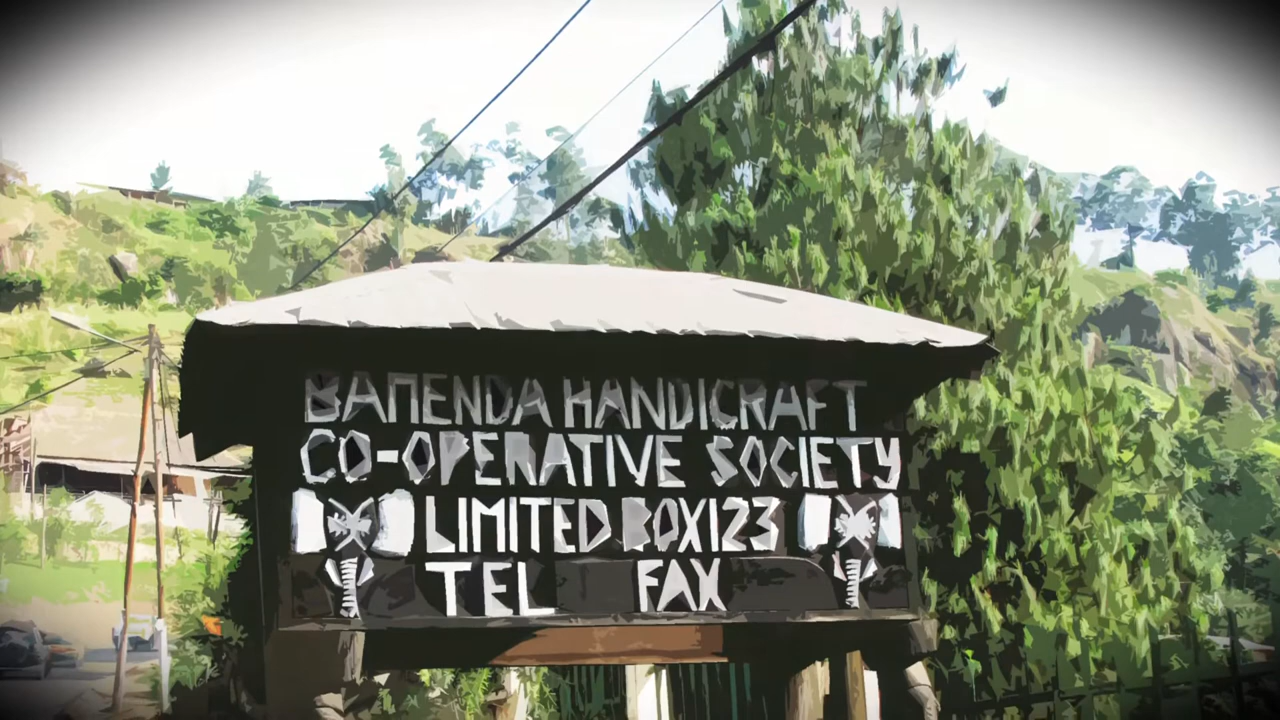 BAMENDA HANDICRAFT
CO-OPERATIVE SOCIETY
LIMITED BOX 123
TEL FAX